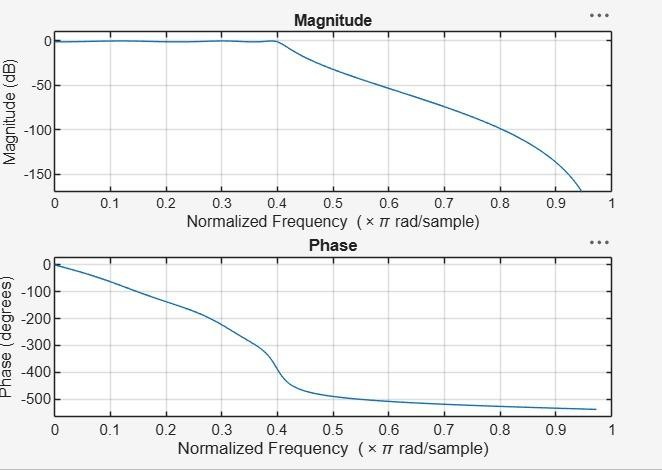 Magnitude
Magnitude (dB)
0
-50
-100
-150
0 0.1 0.2 0.3 0.4 0.5 0.6 0.7 0.8 0.9 1
Normalized Frequency (× π rad/sample)
Phase
Phase (degrees)
0
-100
-200
-300
-400
-500
0 0.1 0.2 0.3 0.4 0.5 0.6 0.7 0.8 0.9 1
Normalized Frequency (× π rad/sample)